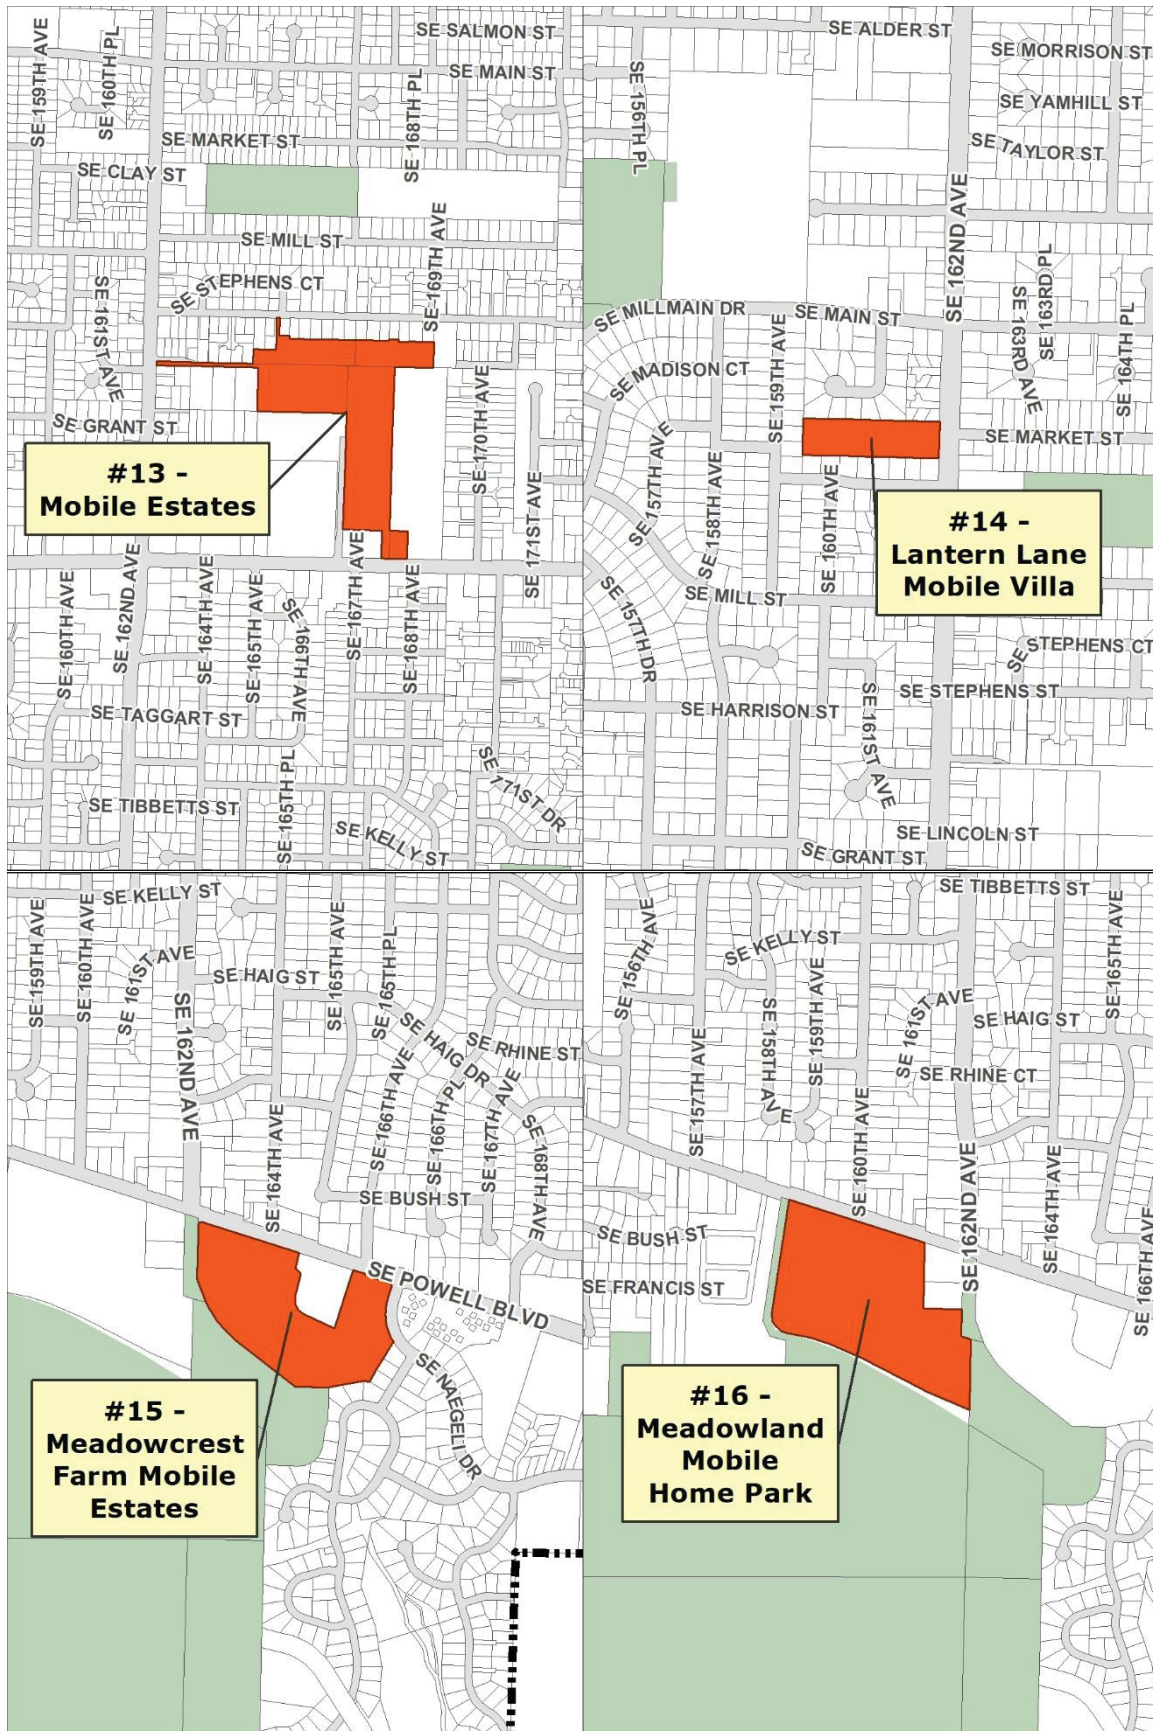 SE SALMON ST
SE 159TH AVE
SE 160TH PL
SE MAIN ST
SE 168TH PL
SE MARKET ST
SE CLAY ST
SE MILL ST
SE 169TH AVE
SE STEPHENS CT
SE 161ST AVE
SE GRANT ST
SE 170TH AVE
#13 -
Mobile Estates
SE 171ST AVE
SE 160TH AVE
SE 162ND AVE
SE 164TH AVE
SE 165TH AVE
SE 166TH AVE
SE 167TH AVE
SE 168TH AVE
SE TAGGART ST
SE 165TH PL
SE 171ST DR
SE TIBBETTS ST
SE KELLY ST
SE ALDER ST
SE MORRISON ST
SE 156TH PL
SE YAMHILL ST
SE TAYLOR ST
SE 162ND AVE
SE 163RD PL
SE MILLMAIN DR
SE MAIN ST
SE 159TH AVE
SE 163RD AVE
SE 164TH PL
SE MADISON CT
SE MARKET ST
SE 157TH AVE
SE 158TH AVE
SE 160TH AVE
#14 -
Lantern Lane
Mobile Villa
SE MILL ST
SE 157TH DR
SE STEPHENS CT
SE STEPHENS ST
SE HARRISON ST
SE 161ST AVE
SE LINCOLN ST
SE GRANT ST
SE KELLY ST
SE 159TH AVE
SE 160TH AVE
SE 161ST AVE
SE 165TH AVE
SE 165TH PL
SE HAIG ST
SE 162ND AVE
SE HAIG DR
SE RHINE ST
SE 164TH AVE
SE 166TH AVE
SE 166TH PL
SE 167TH AVE
SE 168TH AVE
SE BUSH ST
SE POWELL BLVD
SE NAEGELI DR
#15 -
Meadowcrest
Farm Mobile
Estates
SE TIBBETTS ST
SE 156TH AVE
SE KELLY ST
SE 165TH AVE
SE 159TH AVE
SE 161ST AVE
SE 158TH AVE
SE HAIG ST
SE 157TH AVE
SE RHINE CT
SE 160TH AVE
SE 162ND AVE
SE 164TH AVE
SE BUSH ST
SE FRANCIS ST
SE 166TH AVE
#16 -
Meadowland
Mobile
Home Park